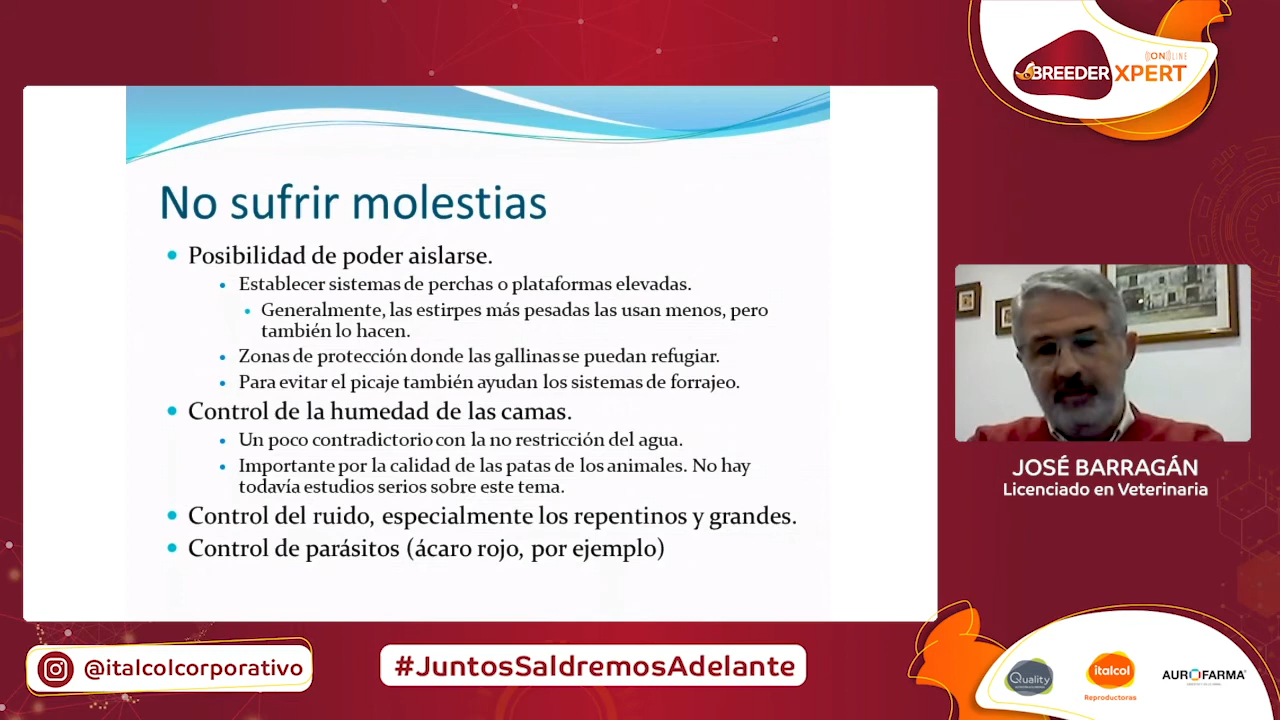 ((ON))LINE
BREEDER XPERT
No sufrir molestias
• Posibilidad de poder aislarse.
• Establecer sistemas de perchas o plataformas elevadas.
• Generalmente, las estirpes más pesadas las usan menos, pero
también lo hacen.
• Zonas de protección donde las gallinas se puedan refugiar.
• Para evitar el picaje también ayudan los sistemas de forrajeo.
• Control de la humedad de las camas.
• Un poco contradictorio con la no restricción del agua.
• Importante por la calidad de las patas de los animales. No hay
todavía estudios serios sobre este tema.
• Control del ruido, especialmente los repentinos y grandes.
• Control de parásitos (ácaro rojo, por ejemplo)
JOSÉ BARRAGÁN
Licenciado en Veterinaria
@italcolcorporativo
#JuntosSaldremosAdelante
Quality
italcol
Reproductoras
AUROFARMA